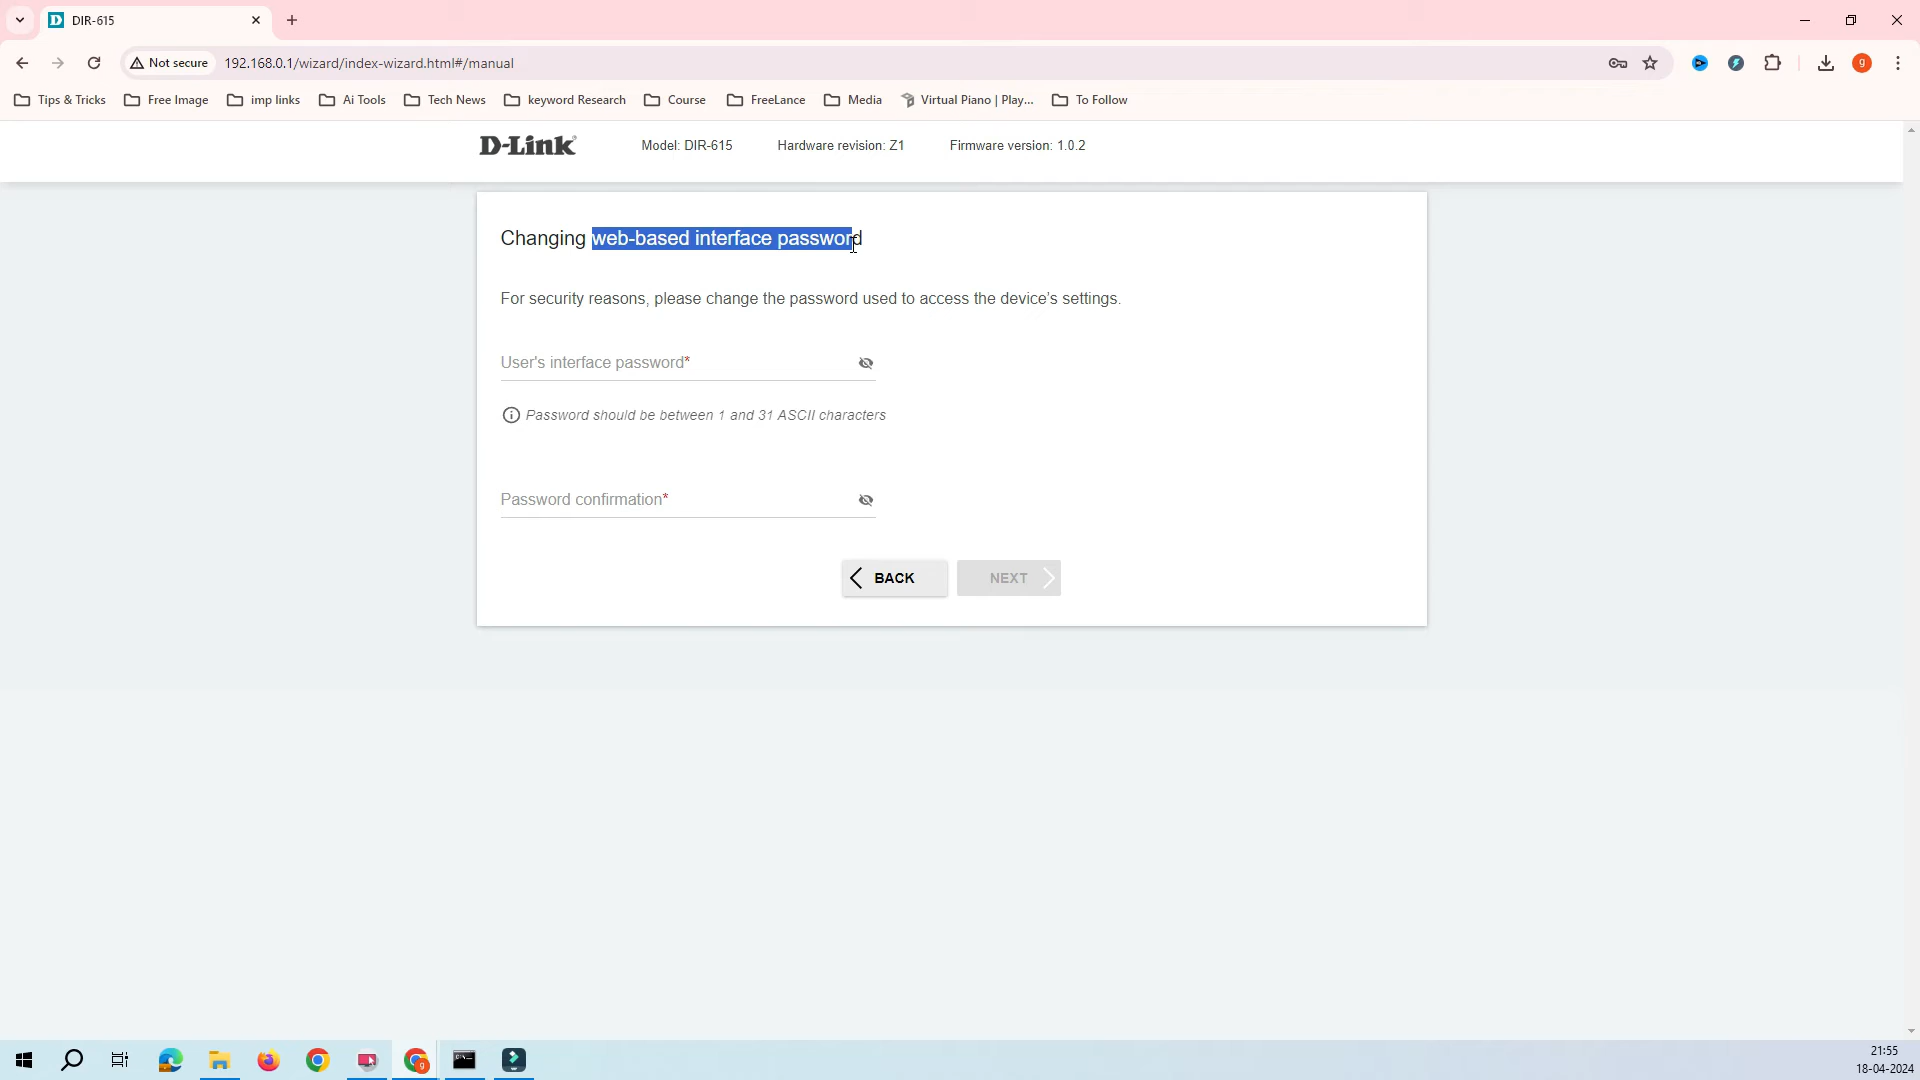 DIR-615
Not secure
192.168.0.1/wizard/index-wizard.html#/manual
g
Tips & Tricks
Free Image
imp links
Ai Tools
Tech News
keyword Research
Course
FreeLance
Media
Virtual Piano | Play...
To Follow
D-Link
Model: DIR-615
Hardware revision: Z1
Firmware version: 1.0.2
Changing web-based interface password
For security reasons, please change the password used to access the device's settings.
User's interface password*
Password should be between 1 and 31 ASCII characters
Password confirmation*
BACK
NEXT
21:55
18-04-2024